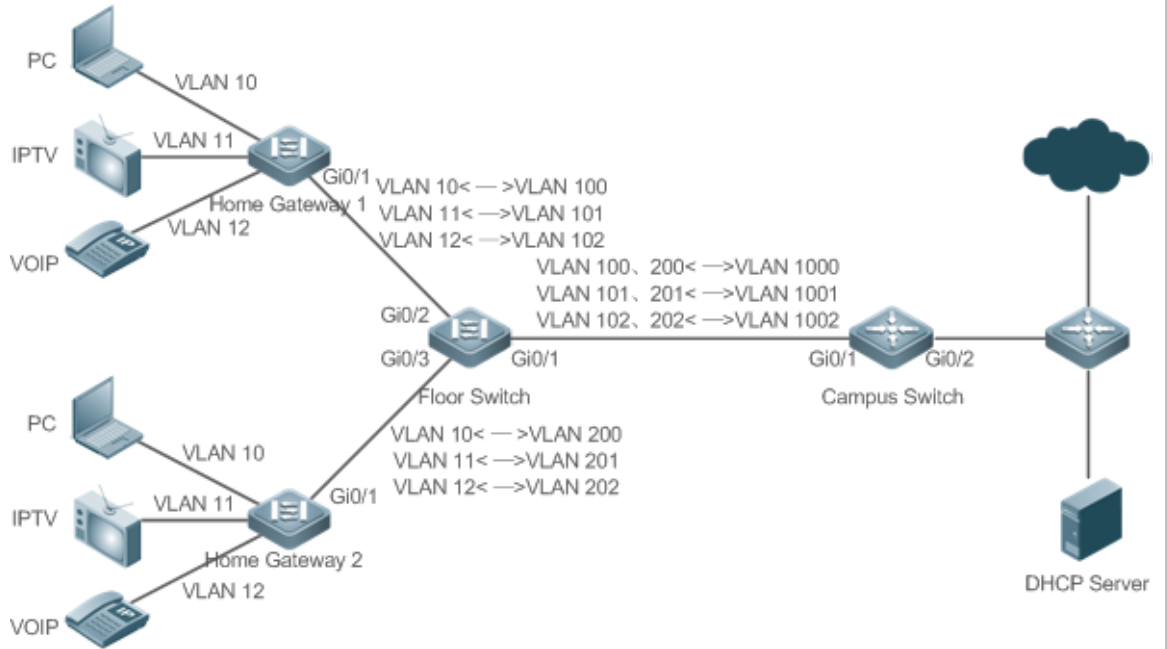 PC
VLAN 10
IPTV
VLAN 11
Gi0/1
Home Gateway 1
VLAN 12
VOIP
VLAN 10< — >VLAN 100
VLAN 11< —>VLAN 101
VLAN 12< —>VLAN 102
VLAN 100、200< —>VLAN 1000
VLAN 101、201< —>VLAN 1001
VLAN 102、202< —>VLAN 1002
Gi0/2
Gi0/3
Gi0/1
Floor Switch
Gi0/1
Gi0/2
Campus Switch
VLAN 10< — >VLAN 200
VLAN 11< —>VLAN 201
VLAN 12< —>VLAN 202
PC
VLAN 10
IPTV
VLAN 11
Gi0/1
Home Gateway 2
VLAN 12
VOIP
DHCP Server
IP
IP